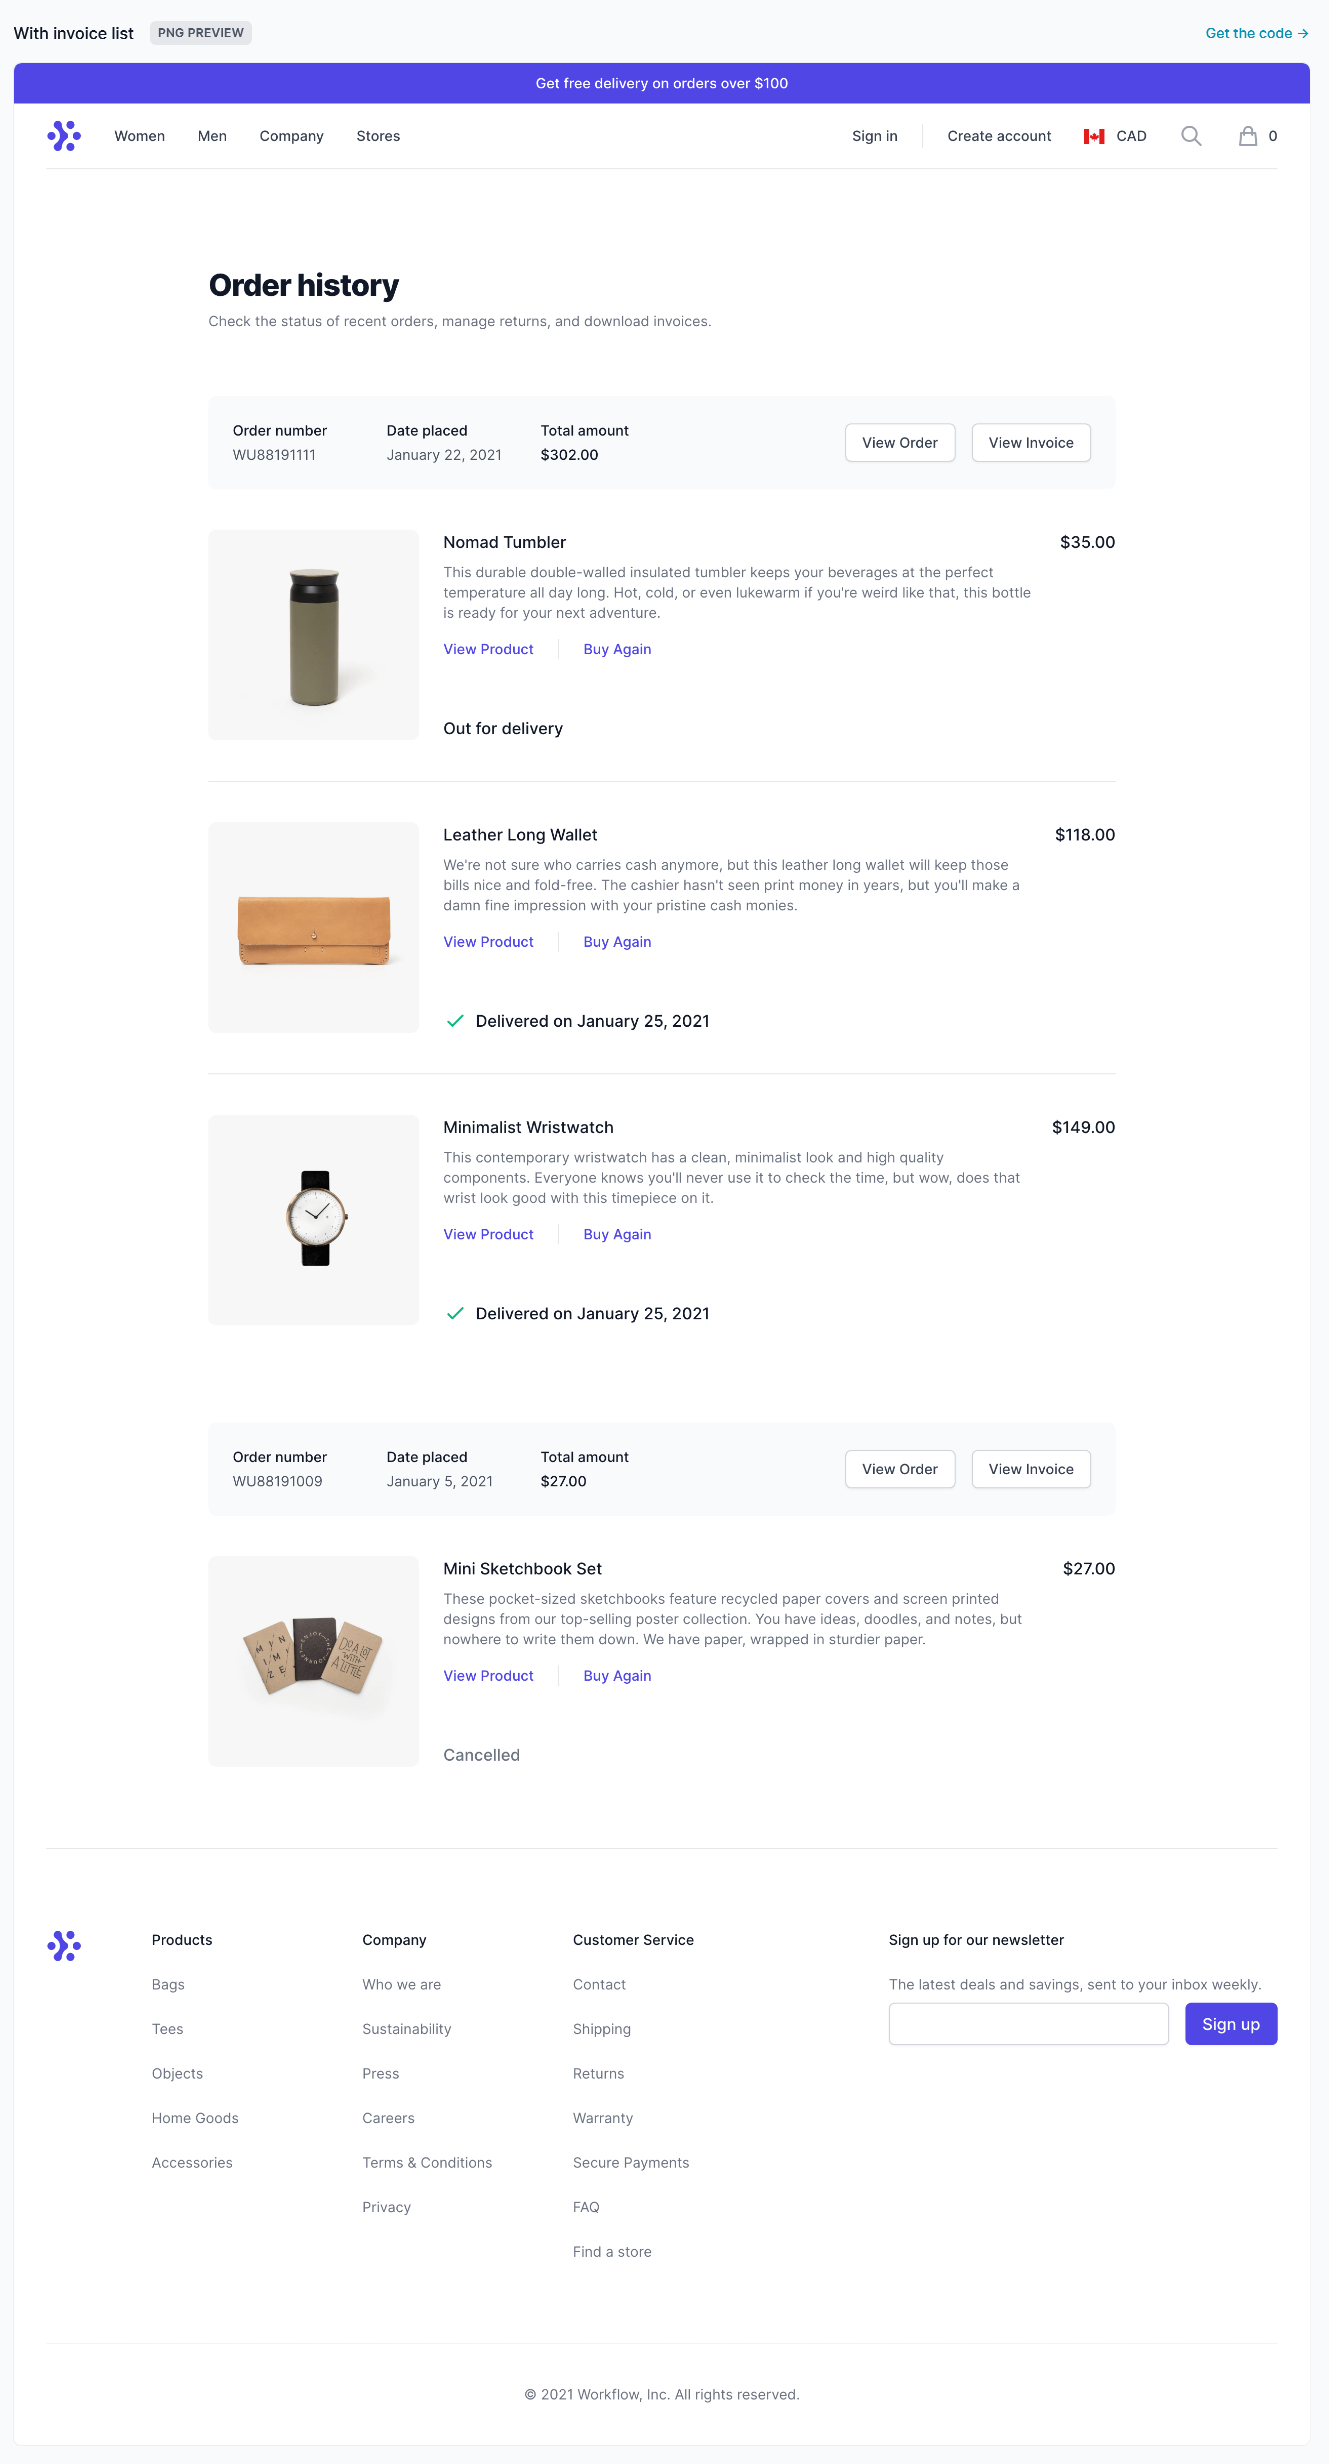 With invoice list PNG PREVIEW Get the code →
Get free delivery on orders over $100
Women Men Company Stores Sign in Create account CAD 0
Order history
Check the status of recent orders, manage returns, and download invoices.
Order number Date placed Total amount
WU88191111 January 22, 2021 $302.00 View Order View Invoice
Nomad Tumbler $35.00
This durable double-walled insulated tumbler keeps your beverages at the perfect
temperature all day long. Hot, cold, or even lukewarm if you're weird like that, this bottle
is ready for your next adventure.
View Product Buy Again
Out for delivery
Leather Long Wallet $118.00
We're not sure who carries cash anymore, but this leather long wallet will keep those
bills nice and fold-free. The cashier hasn't seen print money in years, but you'll make a
damn fine impression with your pristine cash monies.
View Product Buy Again
Delivered on January 25, 2021
Minimalist Wristwatch $149.00
This contemporary wristwatch has a clean, minimalist look and high quality
components. Everyone knows you'll never use it to check the time, but wow, does that
wrist look good with this timepiece on it.
View Product Buy Again
Delivered on January 25, 2021
Order number Date placed Total amount
WU88191009 January 5, 2021 $27.00 View Order View Invoice
Mini Sketchbook Set $27.00
These pocket-sized sketchbooks feature recycled paper covers and screen printed
designs from our top-selling poster collection. You have ideas, doodles, and notes, but
nowhere to write them down. We have paper, wrapped in sturdier paper.
View Product Buy Again
MIN
IMI
ZE
ENJOY THE JOURNEY
DO A LOT
WITH
A LITTLE
Cancelled
Products
Bags
Tees
Objects
Home Goods
Accessories
Company
Who we are
Sustainability
Press
Careers
Terms & Conditions
Privacy
Customer Service
Contact
Shipping
Returns
Warranty
Secure Payments
FAQ
Find a store
Sign up for our newsletter
The latest deals and savings, sent to your inbox weekly.
Sign up
© 2021 Workflow, Inc. All rights reserved.